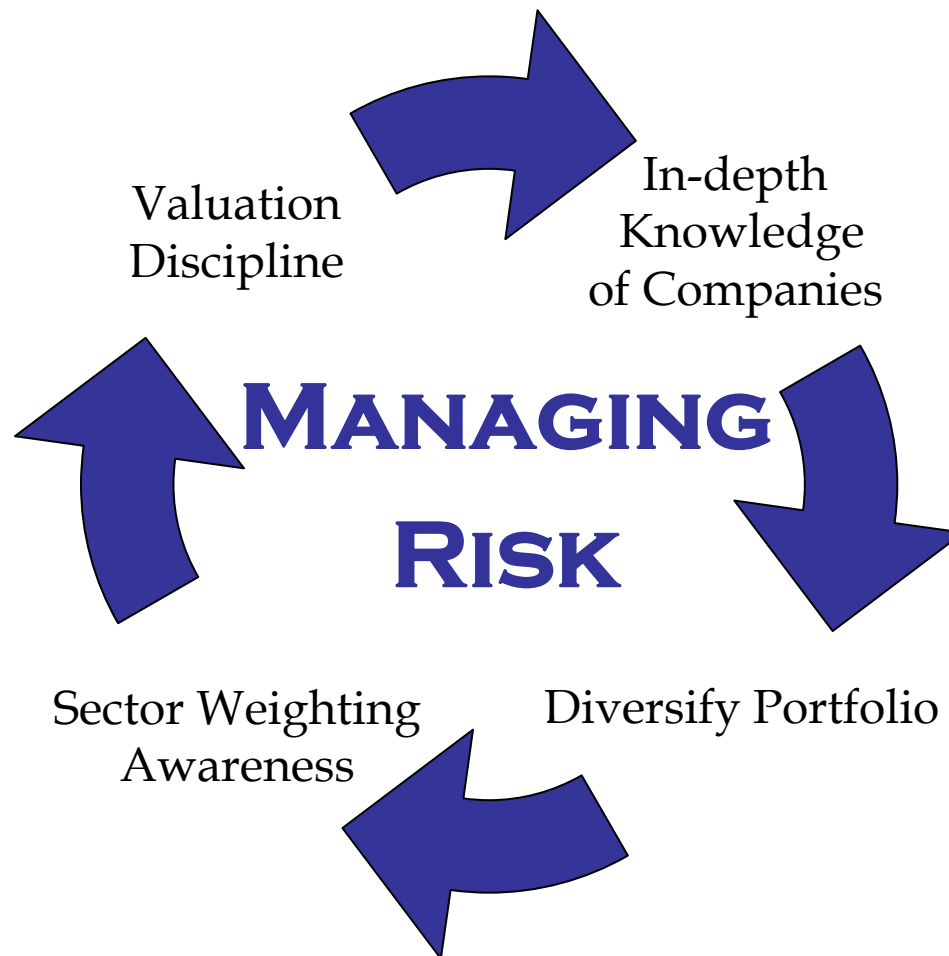 Valuation
Discipline
In-depth
Knowledge
of Companies
MANAGING
RISK
Sector Weighting
Awareness
Diversify Portfolio